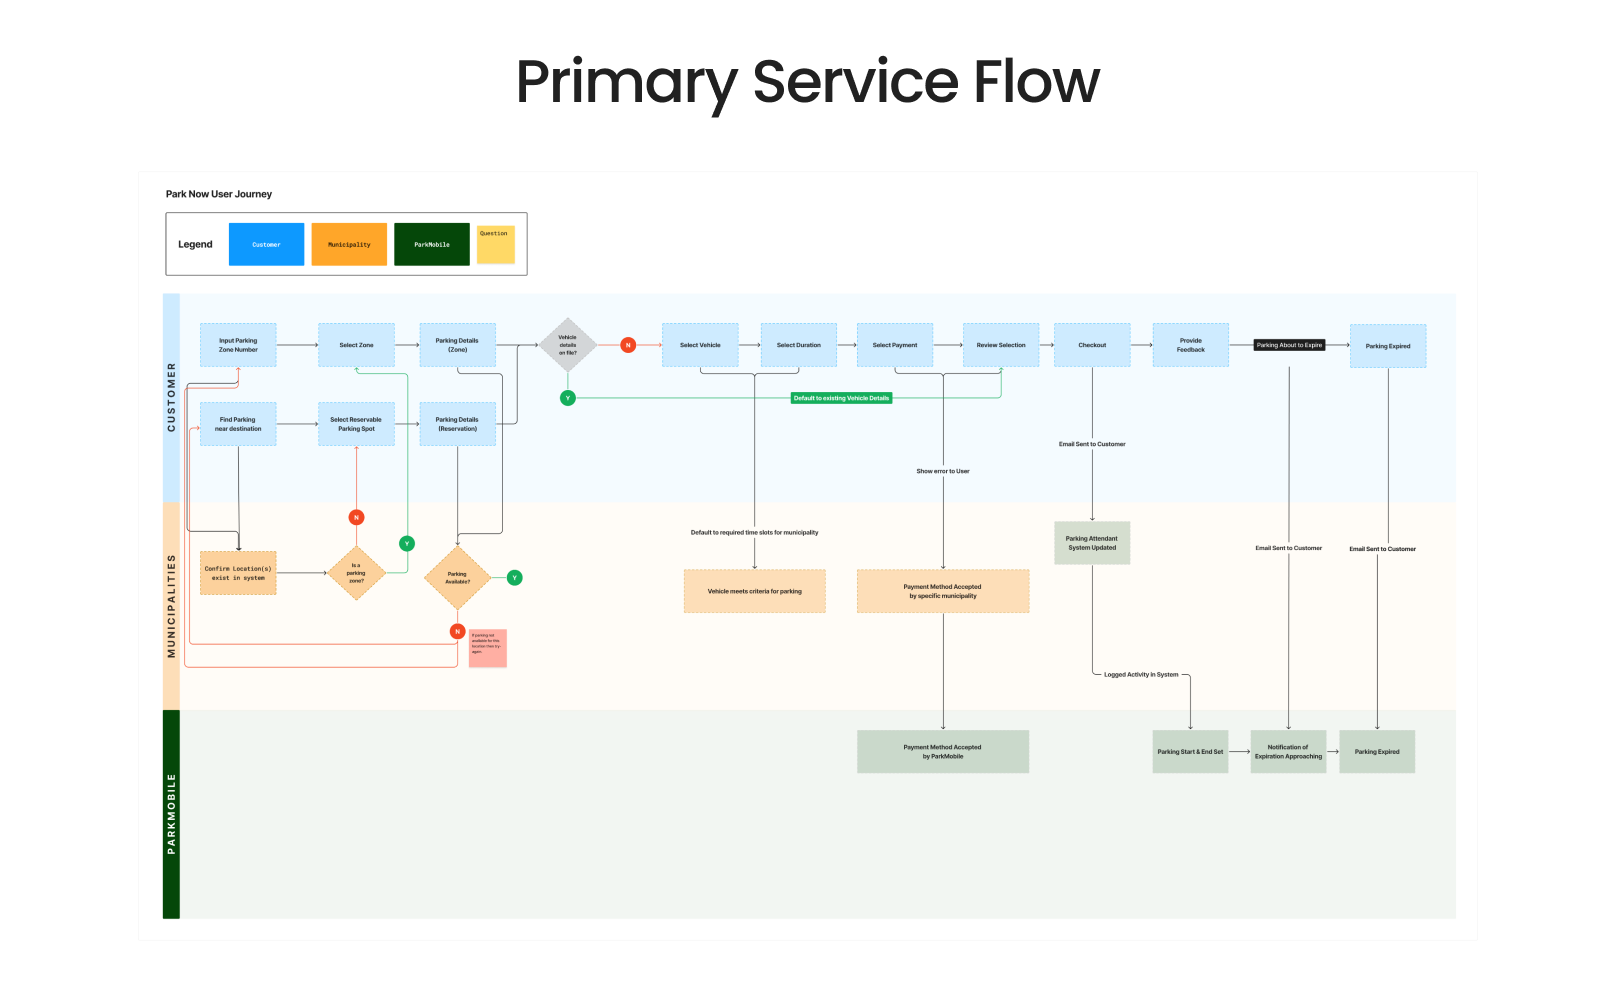 Primary Service Flow
Park Now User Journey
Legend
Customer
Municipality
ParkMobile
Question
CUSTOMER
Input Parking
Zone Number
Select Zone
Parking Details
(Zone)
Vehicle
details
on file?
N
Select Vehicle
Select Duration
Select Payment
Review Selection
Checkout
Provide
Feedback
Parking About to Expire
Parking Expired
Y
Default to existing Vehicle Details
Find Parking
near destination
Select Reservable
Parking Spot
Parking Details
(Reservation)
Email Sent to Customer
Show error to User
MUNICIPALITIES
N
Default to required time slots for municipality
Y
Parking Attendant
System Updated
Email Sent to Customer
Email Sent to Customer
Confirm Location(s)
exist in system
Is a
parking
zone?
Parking
Available?
Y
Vehicle meets criteria for parking
Payment Method Accepted
by specific municipality
N
If parking not
available for this
location then try
again
Logged Activity in System
PARKMOBILE
Payment Method Accepted
by ParkMobile
Parking Start & End Set
Notification of
Expiration Approaching
Parking Expired